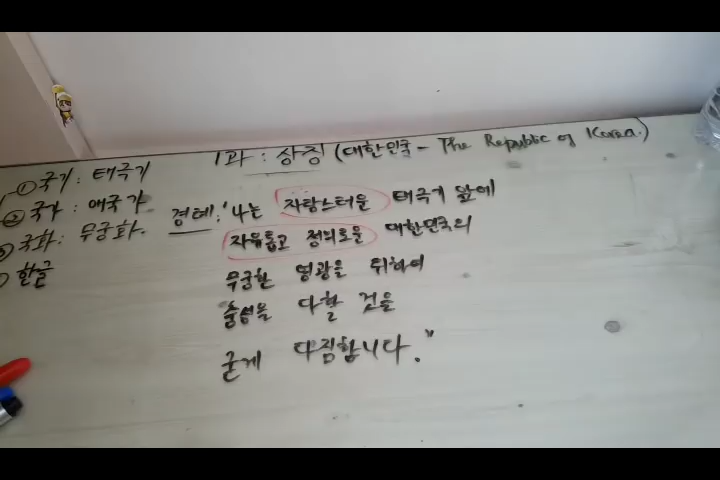 1과 : 상징 (대한민국 - The Republic of Korea.)
① 국기 : 태극기
② 국가 : 애국가
③ 국화 : 무궁화.
한글
경례 : "나는 자랑스러운 태극기 앞에
자유롭고 정의로운 대한민국의
무궁한 영광을 위하여
충성을 다할 것을
굳게 다짐합니다."